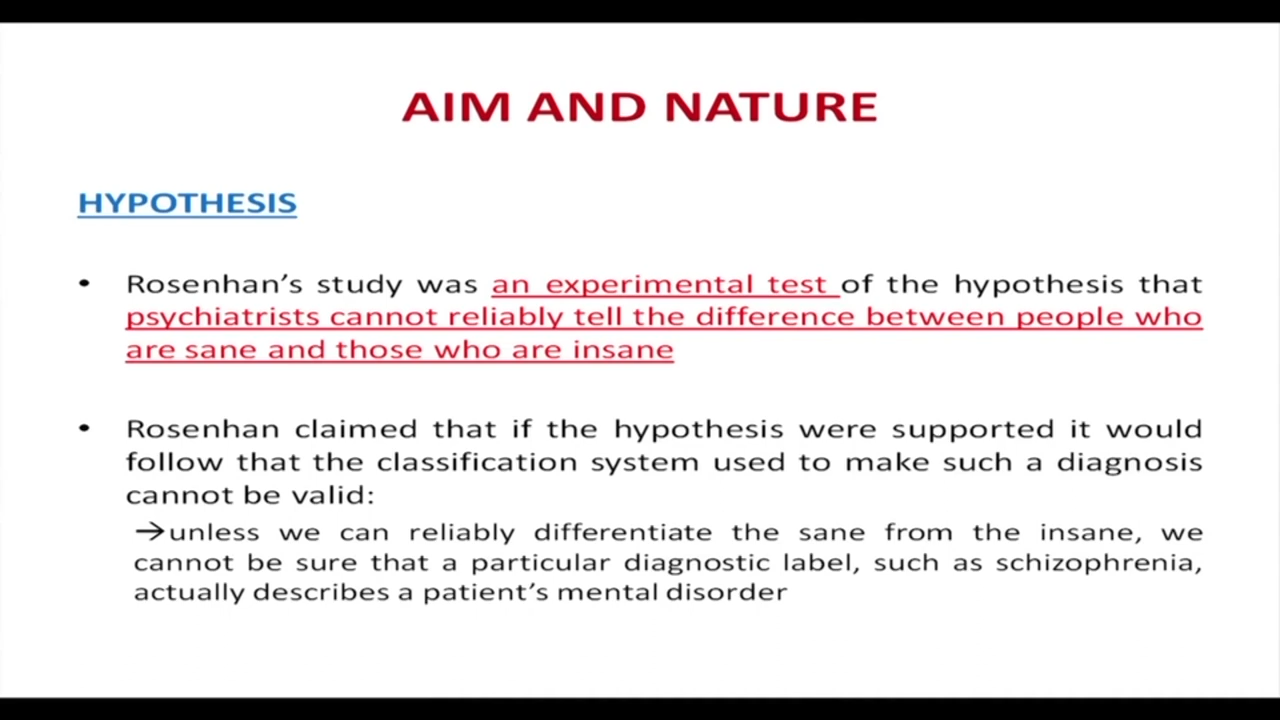 AIM AND NATURE
HYPOTHESIS
• Rosenhan’s study was an experimental test of the hypothesis that
psychiatrists cannot reliably tell the difference between people who
are sane and those who are insane
• Rosenhan claimed that if the hypothesis were supported it would
follow that the classification system used to make such a diagnosis
cannot be valid:
→unless we can reliably differentiate the sane from the insane, we
cannot be sure that a particular diagnostic label, such as schizophrenia,
actually describes a patient’s mental disorder